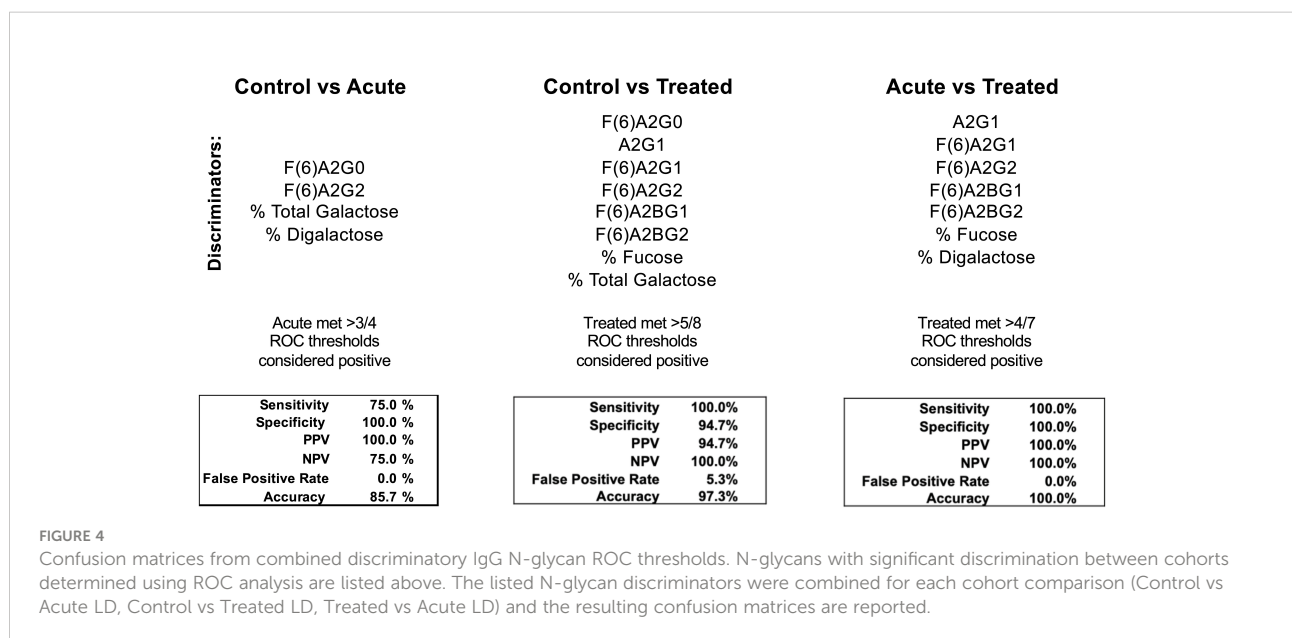 Control vs Acute
Control vs Treated
Acute vs Treated
Discriminators:
F(6)A2G0
F(6)A2G2
% Total Galactose
% Digalactose
F(6)A2G0
A2G1
F(6)A2G1
F(6)A2G2
F(6)A2BG1
F(6)A2BG2
% Fucose
% Total Galactose
A2G1
F(6)A2G1
F(6)A2G2
F(6)A2BG1
F(6)A2BG2
% Fucose
% Digalactose
Acute met >3/4
ROC thresholds
considered positive
Treated met >5/8
ROC thresholds
considered positive
Treated met >4/7
ROC thresholds
considered positive
Sensitivity 75.0 %
Specificity 100.0 %
PPV 100.0 %
NPV 75.0 %
False Positive Rate 0.0 %
Accuracy 85.7 %
Sensitivity 100.0%
Specificity 94.7%
PPV 94.7%
NPV 100.0%
False Positive Rate 5.3%
Accuracy 97.3%
Sensitivity 100.0%
Specificity 100.0%
PPV 100.0%
NPV 100.0%
False Positive Rate 0.0%
Accuracy 100.0%
FIGURE 4
Confusion matrices from combined discriminatory IgG N-glycan ROC thresholds. N-glycans with significant discrimination between cohorts
determined using ROC analysis are listed above. The listed N-glycan discriminators were combined for each cohort comparison (Control vs
Acute LD, Control vs Treated LD, Treated vs Acute LD) and the resulting confusion matrices are reported.